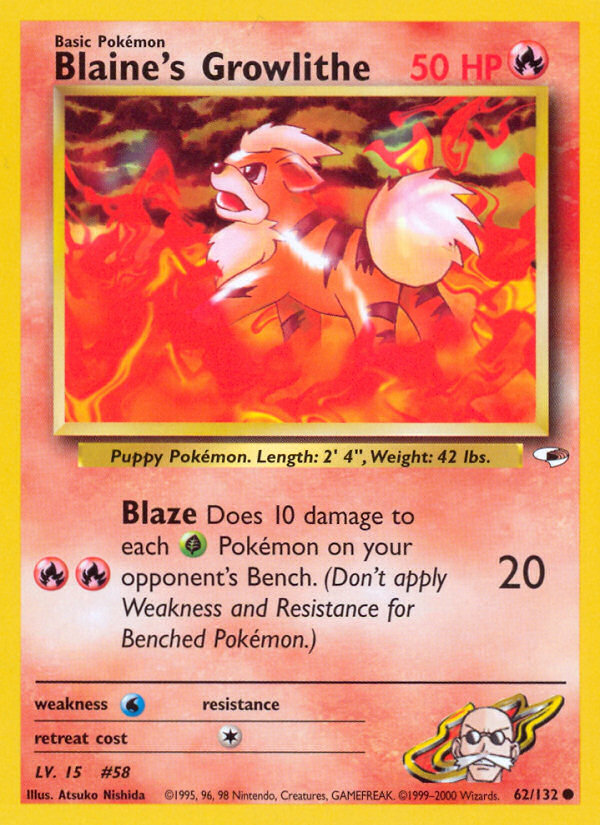 Basic Pokémon
Blaine's Growlithe 50 HP
Puppy Pokémon. Length: 2' 4", Weight: 42 lbs.
Blaze Does 10 damage to
each Pokémon on your
opponent's Bench. (Don't apply
Weakness and Resistance for
Benched Pokémon.)
20
weakness resistance
retreat cost
LV. 15 #58
Illus. Atsuko Nishida ©1995, 96, 98 Nintendo, Creatures, GAMEFREAK. ©1999–2000 Wizards. 62/132